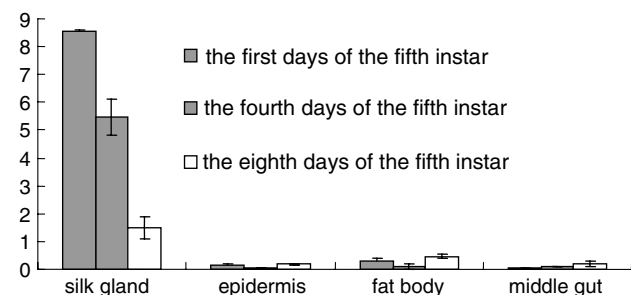 9
8
7
6
5
4
3
2
1
0
the first days of the fifth instar
the fourth days of the fifth instar
the eighth days of the fifth instar
silk gland epidermis fat body middle gut